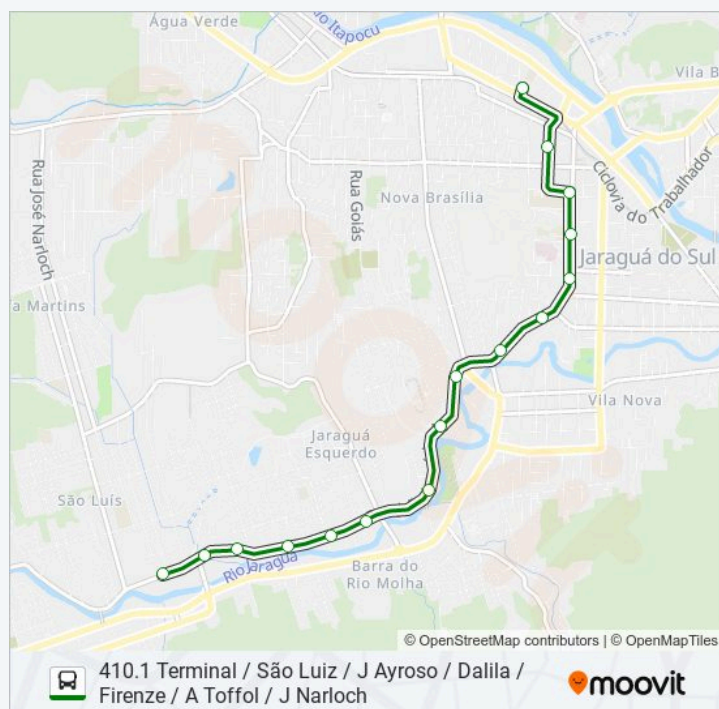 Água Verde
vo Itapocu
Vila B
Rua José Narloch
Rua Goiás
Nova Brasília
Ciclovia do Trabalhador
Jaraguá do Sul
a Martins
Vila Nova
Jaraguá
Esquerdo
São Luís
Rio Jaraguá
Barra do
Rio Molha
© OpenStreetMap contributors | © OpenMapTiles
410.1 Terminal / São Luiz / J Ayroso / Dalila /
Firenze / A Toffol / J Narloch
moovit